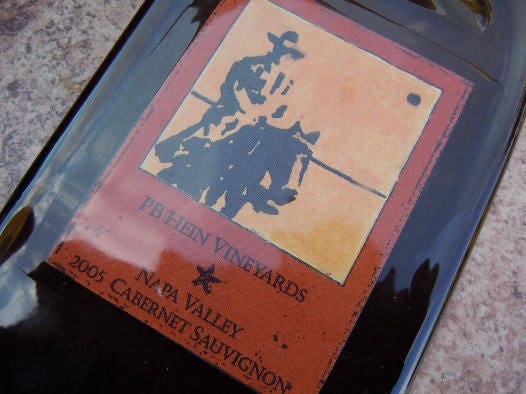 PB Hein Vineyards
Napa Valley
2005 Cabernet Sauvignon